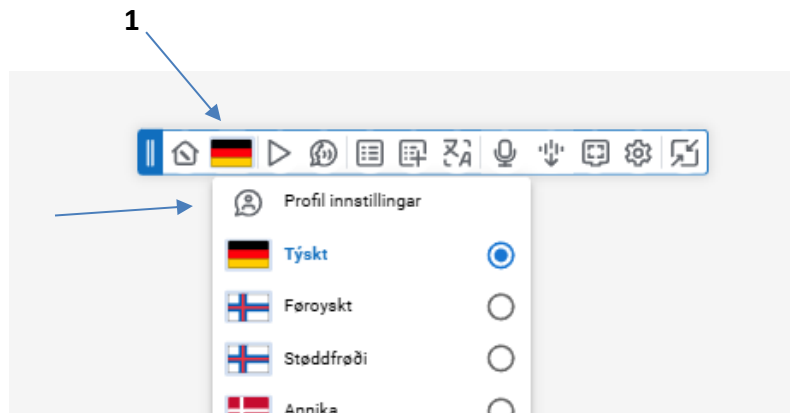 1
Profil innstillingar
Týskt
Føroyskt
Støddfrøði
Annika